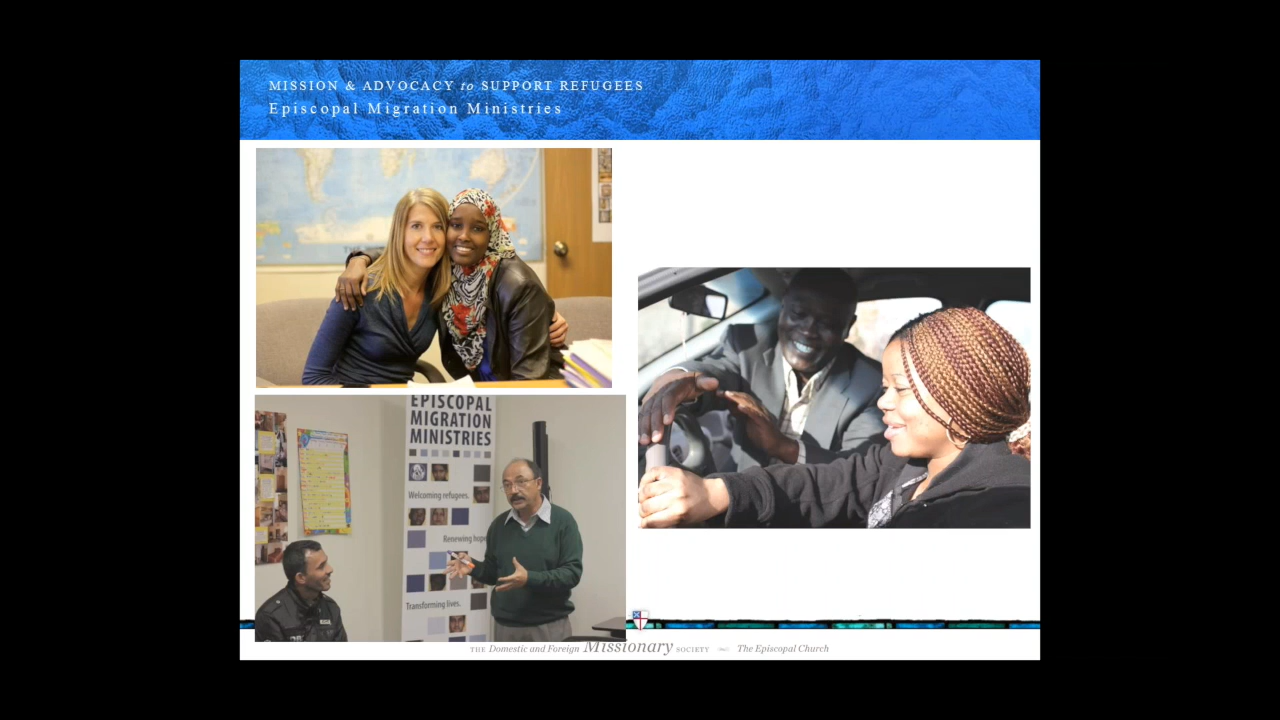 MISSION & ADVOCACY to SUPPORT REFUGEES
Episcopal Migration Ministries
EPISCOPAL
MIGRATION
MINISTRIES
Welcoming refugees.
Renewing hope
Transforming lives.
THE Domestic and Foreign Missionary SOCIETY The Episcopal Church